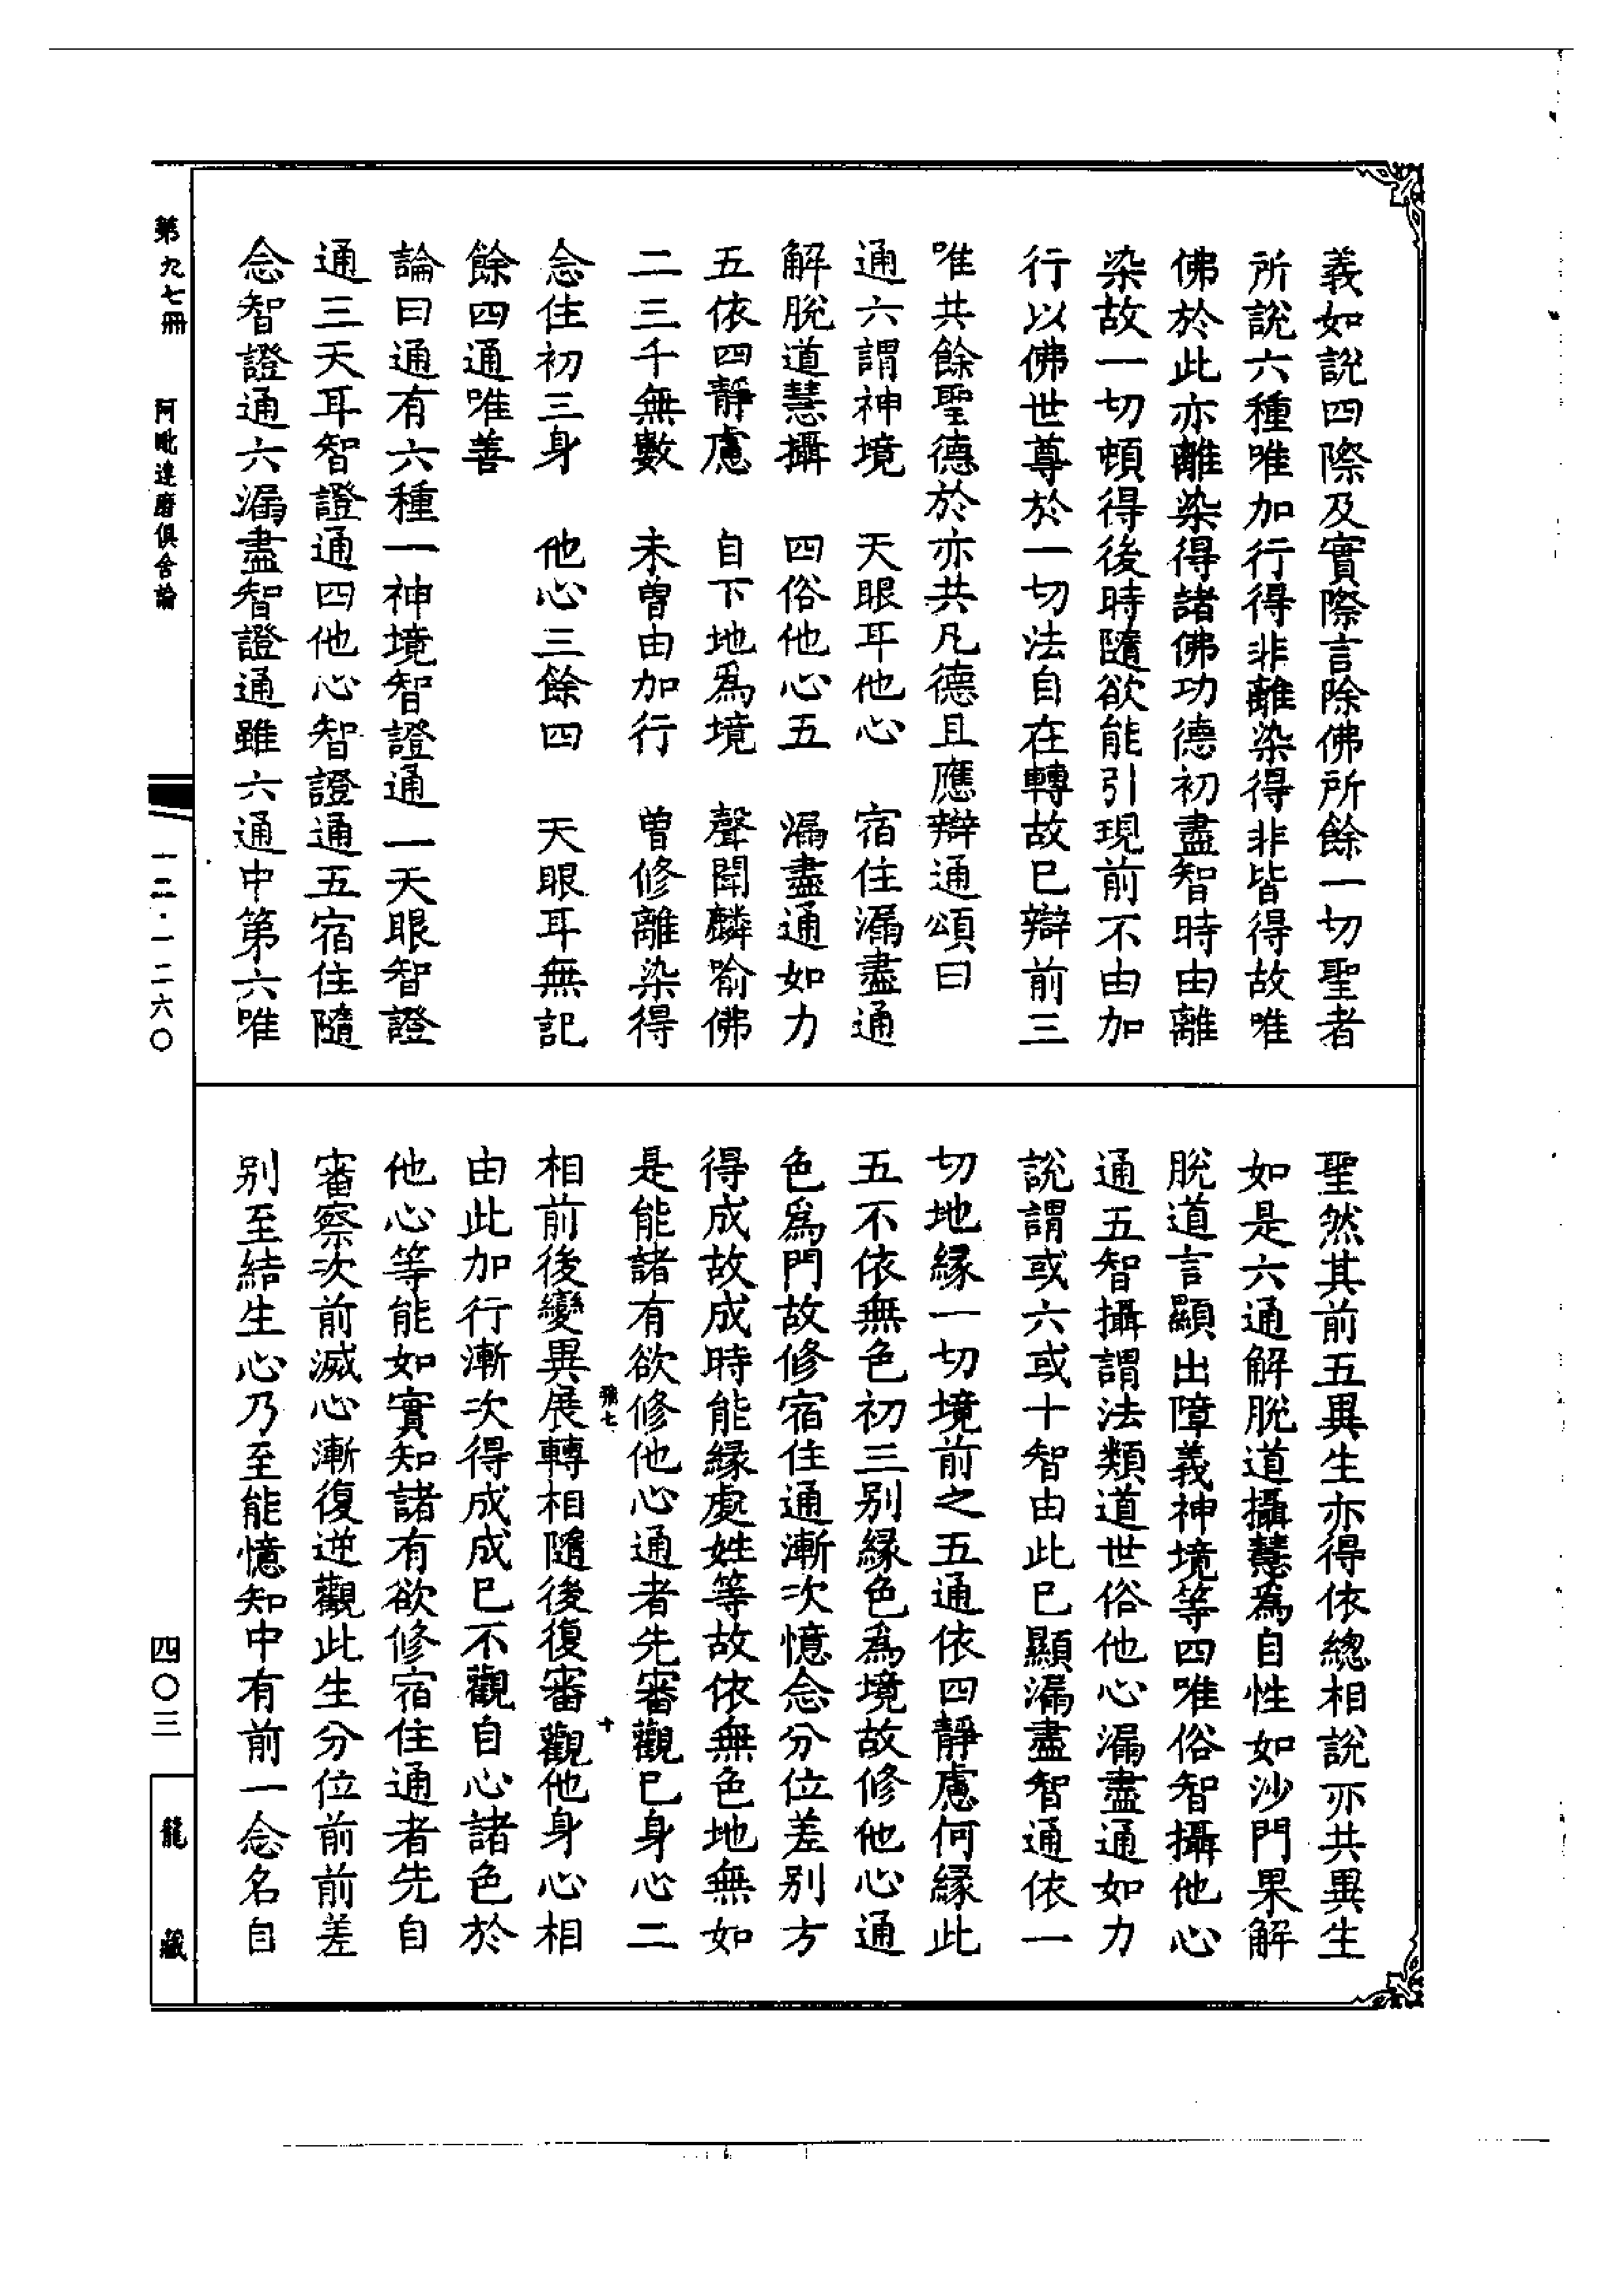 義如說四際及實際言除佛所餘一切聖者
所說六種唯加行得非離染得非皆得故唯
佛於此亦離染得諸佛功德初盡智時由離
染故一切頓得後時隨欲能引現前不由加
行以佛世尊於一切法自在轉故已辯前三
唯共餘聖德於亦共凡德且應辯通頌曰
通六謂神境　天眼耳他心　宿住漏盡通
解脫道慧攝　四俗他心五　漏盡通如力
五依四靜慮　自下地爲境　聲聞麟喻佛
二三千無數　未曾由加行　曾修離染得
念住初三身　他心三餘四　天眼耳無記
餘四通唯善
論曰通有六種一神境智證通二天眼智證
通三天耳智證通四他心智證通五宿住隨
念智證通六漏盡智證通雖六通中第六唯
聖然其前五異生亦得依總相說亦共異生
如是六通解脫道攝慧爲自性如沙門果解
脫道言顯出障義神境等四唯俗智攝他心
通五智攝謂法類道世俗他心漏盡通如力
說謂或六或十智由此已顯漏盡智通依一
切地緣一切境前之五通依四靜慮何緣此
五不依無色初三別緣色爲境故修他心通
色爲門故修宿住通漸次憶念分位差別方
得成故成時能緣處姓等故依無色地無如
是能諸有欲修他心通者先審觀已身心二
相前後變異展轉相隨後復審觀他身心相
由此加行漸次得成成已不觀自心諸色於
他心等能如實知諸有欲修宿住通者先自
審察次前滅心漸復逆觀此生分位前前差
別至結生心乃至能憶知中有前一念名自
弟七
十
第九七冊
阿毗達磨俱舍論
一二·一二六〇
四〇三
龍藏